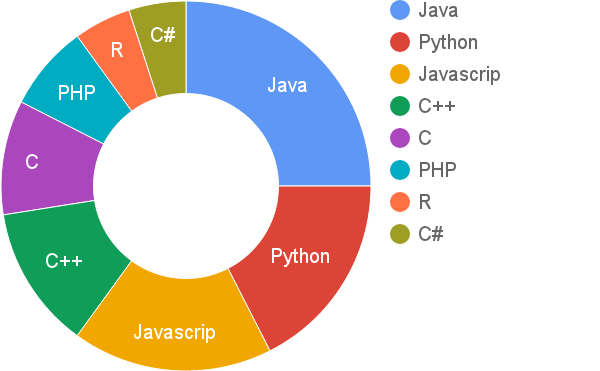 Java
Python
Javascrip
C++
C
PHP
R
C#
Java
Python
Javascrip
C++
C
PHP
R
C#